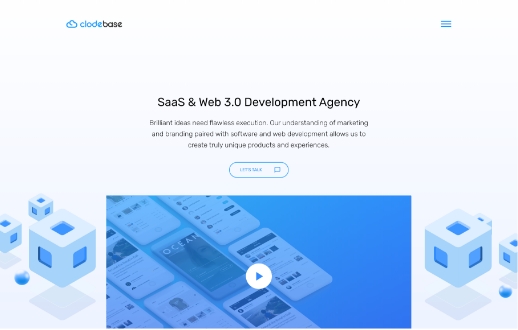 clodebase
SaaS & Web 3.0 Development Agency
Brilliant ideas need flawless execution. Our understanding of marketing
and branding paired with software and web development allows us to
create truly unique products and experiences.
LET'S TALK
OCEAN